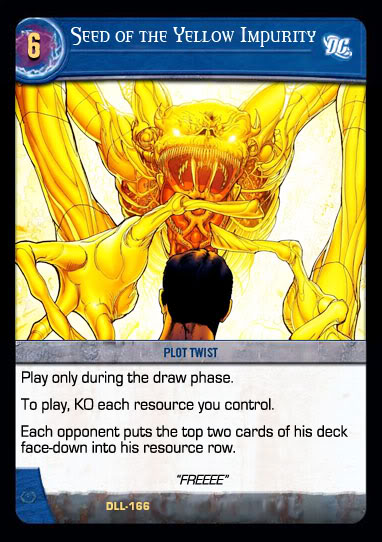 6
Seed of the Yellow Impurity
DC
PLOT TWIST
Play only during the draw phase.
To play, KO each resource you control.
Each opponent puts the top two cards of his deck
face-down into his resource row.
"FREEEE"
DLL-166